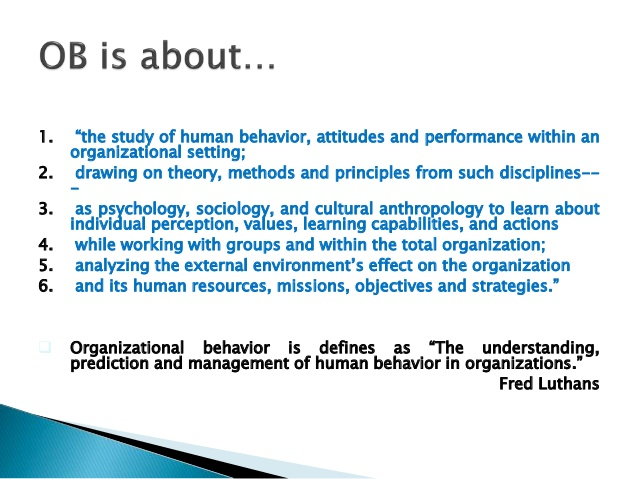 OB is about...
1. “the study of human behavior, attitudes and performance within an
organizational setting;
2. drawing on theory, methods and principles from such disciplines--
-
3. as psychology, sociology, and cultural anthropology to learn about
individual perception, values, learning capabilities, and actions
4. while working with groups and within the total organization;
5. analyzing the external environment’s effect on the organization
6. and its human resources, missions, objectives and strategies.”
Organizational behavior is defines as “The understanding,
prediction and management of human behavior in organizations.”
Fred Luthans